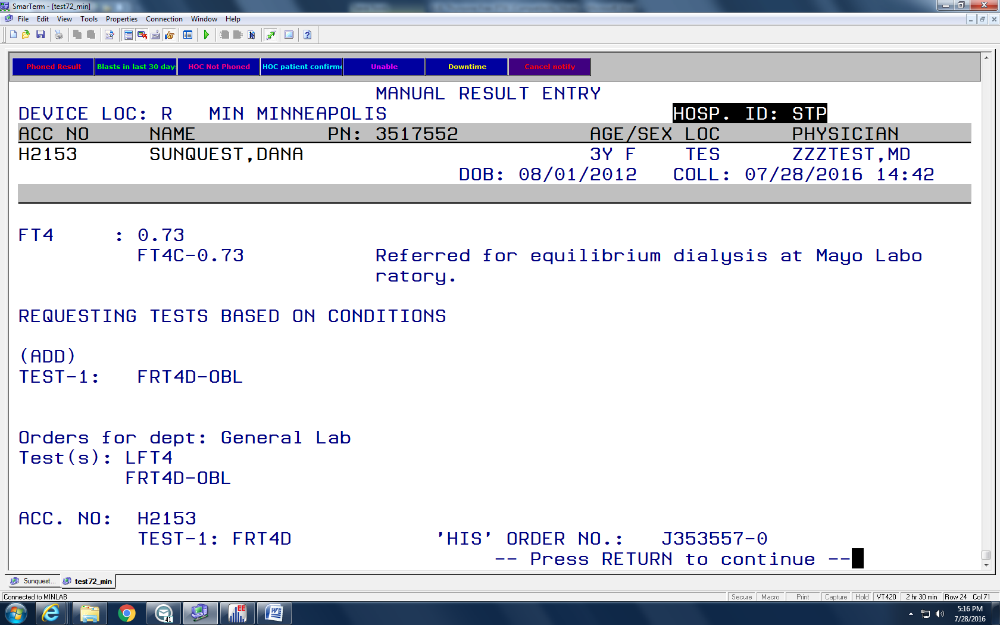 SmarTerm - [test72_min]
File Edit View Tools Properties Connection Window Help
Phoned Result Blasts in last 30 day: HOC Not Phoned HOC patient confirme Unable Downtime Cancel notify
MANUAL RESULT ENTRY
DEVICE LOC: R MIN MINNEAPOLIS HOSP. ID: STP
ACC NO NAME PN: 3517552 AGE/SEX LOC PHYSICIAN
H2153 SUNQUEST,DANA 3Y F TES ZZZTEST,MD
DOB: 08/01/2012 COLL: 07/28/2016 14:42
FT4 : 0.73
FT4C-0.73 Referred for equilibrium dialysis at Mayo Labo
ratory.
REQUESTING TESTS BASED ON CONDITIONS
(ADD)
TEST-1: FRT4D-OBL
Orders for dept: General Lab
Test(s): LFT4
FRT4D-OBL
ACC. NO: H2153
TEST-1: FRT4D 'HIS' ORDER NO.: J353557-0
-- Press RETURN to continue --
Sunquest... test72_min
Connected to MINLAB Secure Macro Print Capture Hold VT420 2 hr 30 min Row 24 Col 71
41 EE
5:16 PM
7/28/2016